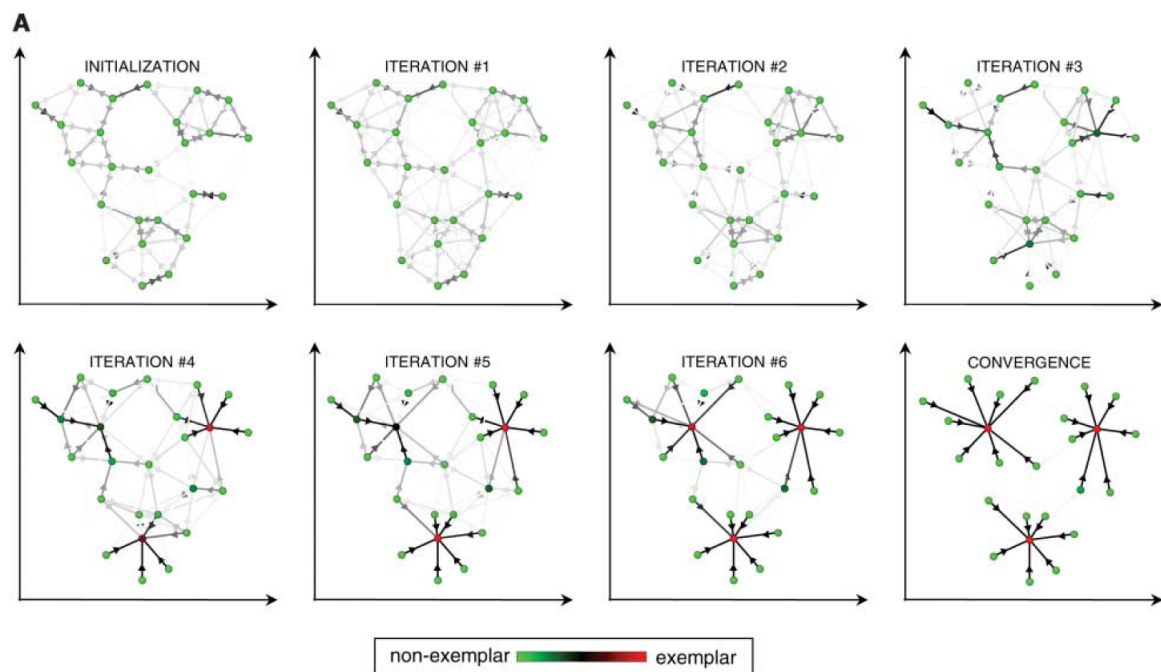 A
INITIALIZATION
ITERATION #1
ITERATION #2
ITERATION #3
ITERATION #4
ITERATION #5
ITERATION #6
CONVERGENCE
non-exemplar exemplar